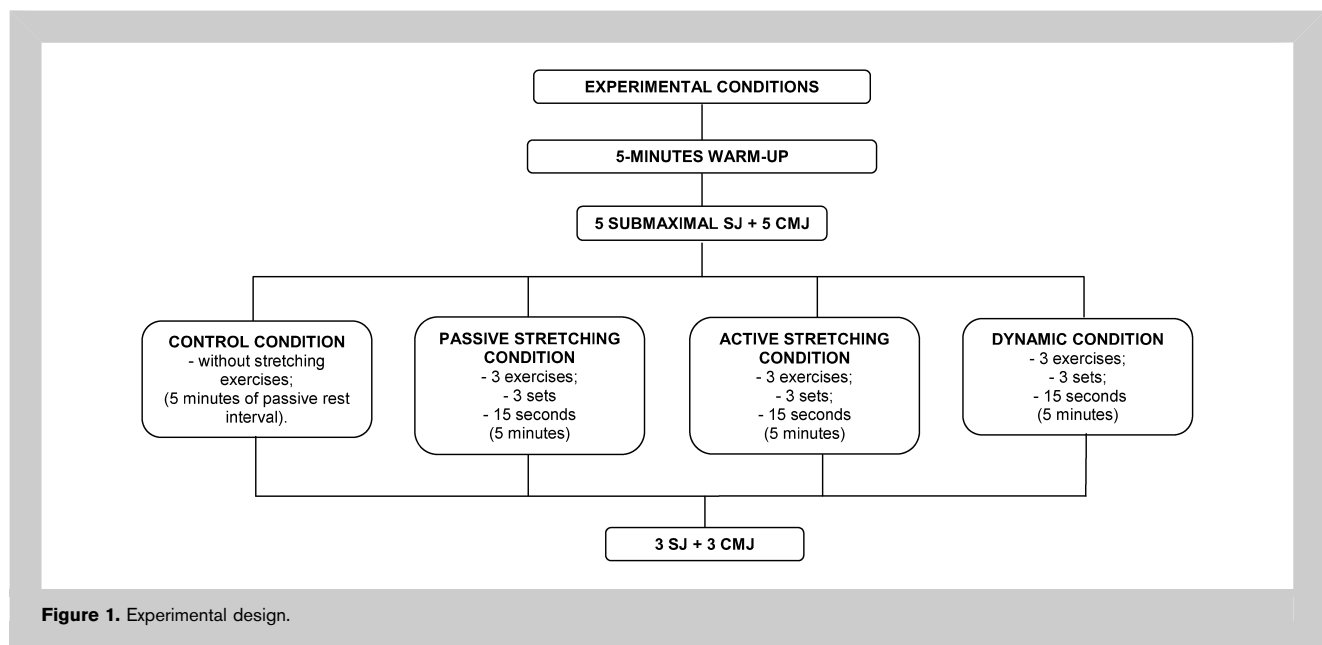 EXPERIMENTAL CONDITIONS
5-MINUTES WARM-UP
5 SUBMAXIMAL SJ + 5 CMJ
CONTROL CONDITION
- without stretching
exercises;
(5 minutes of passive rest
interval).
PASSIVE STRETCHING
CONDITION
- 3 exercises;
- 3 sets
- 15 seconds
(5 minutes)
ACTIVE STRETCHING
CONDITION
- 3 exercises;
- 3 sets;
- 15 seconds
(5 minutes)
DYNAMIC CONDITION
- 3 exercises;
- 3 sets;
- 15 seconds
(5 minutes)
3 SJ + 3 CMJ
Figure 1. Experimental design.